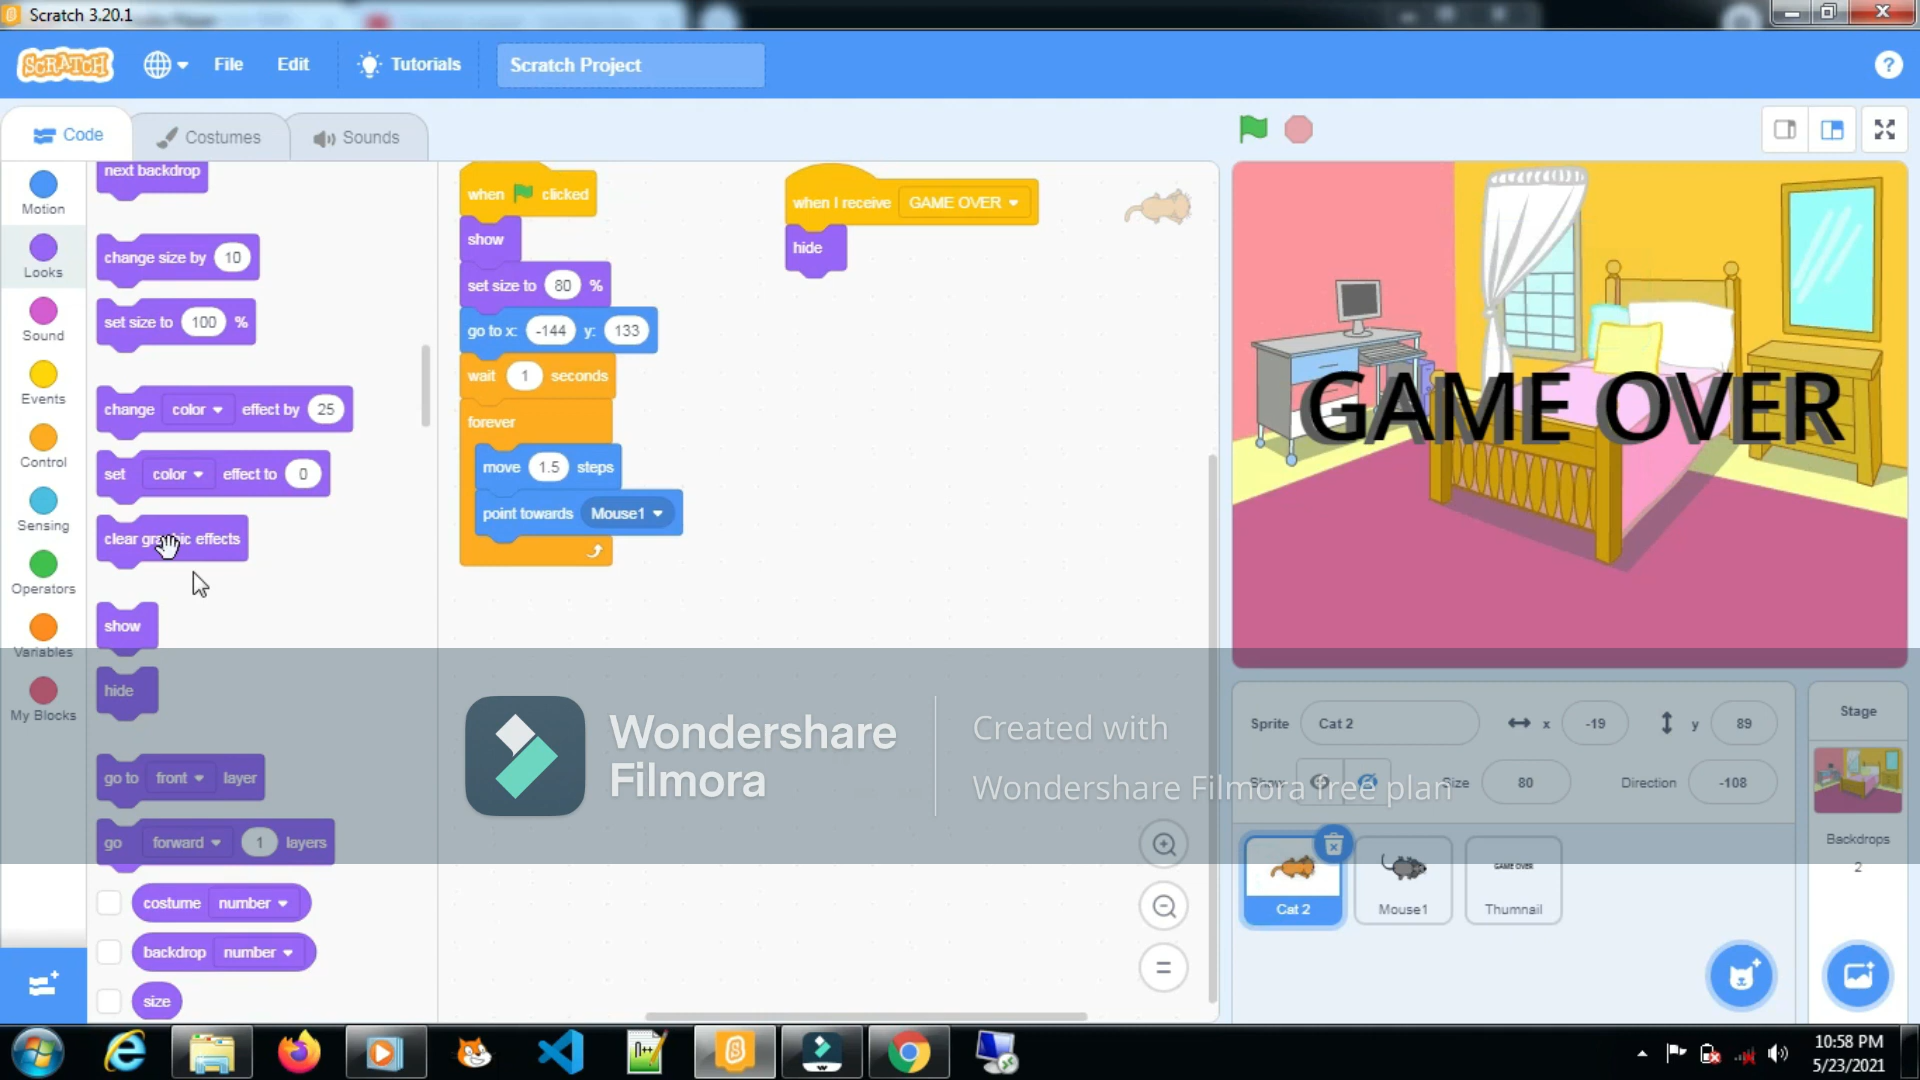 Scratch 3.20.1
SCRATCH
File
Edit
Tutorials
Scratch Project
?
Code
Costumes
Sounds
Motion
Looks
Sound
Events
Control
Sensing
Operators
Variables
My Blocks
next backdrop
change size by 10
set size to 100 %
change color effect by 25
set color effect to 0
clear graphic effects
show
hide
go to front layer
go forward 1 layers
costume number
backdrop number
size
when clicked
show
set size to 80 %
go to x: -144 y: 133
wait 1 seconds
forever
move 1.5 steps
point towards Mouse1
when I receive GAME OVER
hide
GAME OVER
Wondershare
Filmora
Created with
Wondershare Filmora free plan
Sprite Cat 2 x -19 y 89
Show Size 80 Direction -108
Cat 2
Mouse1
GAME OVER
Thumnail
Stage
Backdrops
2
10:58 PM
5/23/2021